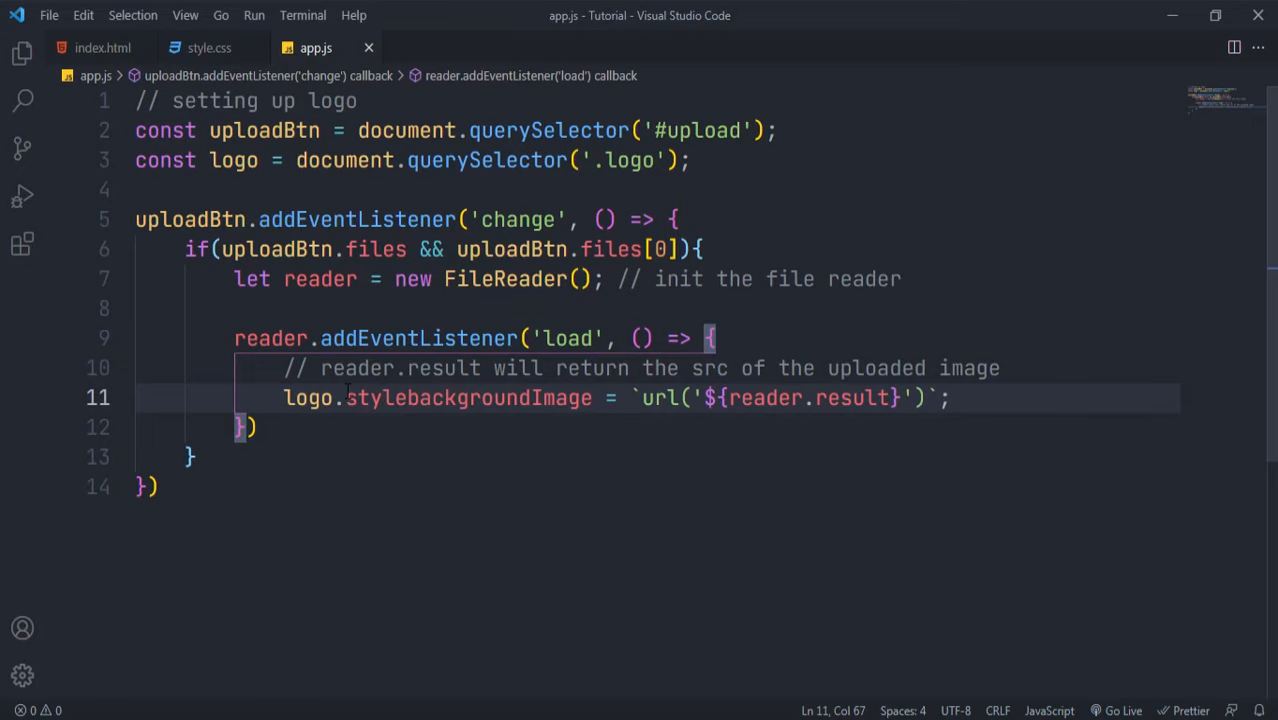 File Edit Selection View Go Run Terminal Help app.js - Tutorial - Visual Studio Code
index.html style.css app.js
app.js > uploadBtn.addEventListener('change') callback > reader.addEventListener('load') callback
1 // setting up logo
2 const uploadBtn = document.querySelector('#upload');
3 const logo = document.querySelector('.logo');
4
5 uploadBtn.addEventListener('change', () => {
6 if(uploadBtn.files && uploadBtn.files[0]){
7 let reader = new FileReader(); // init the file reader
8
9 reader.addEventListener('load', () => {
10 // reader.result will return the src of the uploaded image
11 logo.stylebackgroundImage = `url('${reader.result}')`;
12 })
13 }
14 })
0 0 Ln 11, Col 67 Spaces: 4 UTF-8 CRLF JavaScript Go Live Prettier